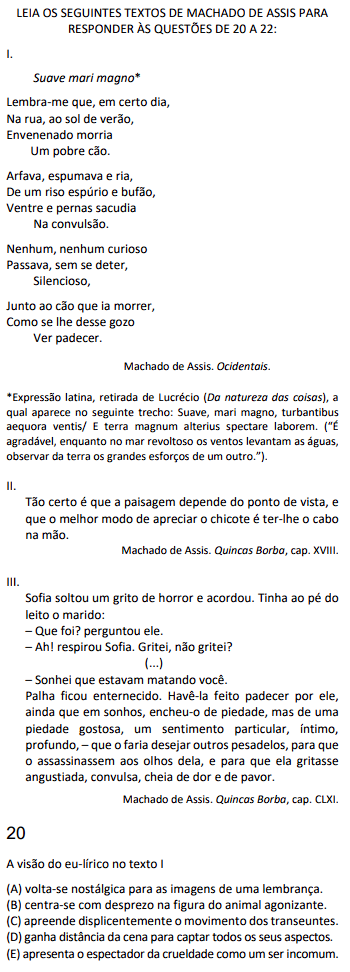 LEIA OS SEGUINTES TEXTOS DE MACHADO DE ASSIS PARA
RESPONDER ÀS QUESTÕES DE 20 A 22:
I.
Suave mari magno*
Lembra-me que, em certo dia,
Na rua, ao sol de verão,
Envenenado morria
Um pobre cão.
Arfava, espumava e ria,
De um riso espúrio e bufão,
Ventre e pernas sacudia
Na convulsão.
Nenhum, nenhum curioso
Passava, sem se deter,
Silencioso,
Junto ao cão que ia morrer,
Como se lhe desse gozo
Ver padecer.
Machado de Assis. Ocidentais.
*Expressão latina, retirada de Lucrécio (Da natureza das coisas), a
qual aparece no seguinte trecho: Suave, mari magno, turbantibus
aequora ventis/ E terra magnum alterius spectare laborem. (“É
agradável, enquanto no mar revoltoso os ventos levantam as águas,
observar da terra os grandes esforços de um outro.”).
II.
Tão certo é que a paisagem depende do ponto de vista, e
que o melhor modo de apreciar o chicote é ter-lhe o cabo
na mão.
Machado de Assis. Quincas Borba, cap. XVIII.
III.
Sofia soltou um grito de horror e acordou. Tinha ao pé do
leito o marido:
– Que foi? perguntou ele.
– Ah! respirou Sofia. Gritei, não gritei?
(...)
– Sonhei que estavam matando você.
Palha ficou enternecido. Havê-la feito padecer por ele,
ainda que em sonhos, encheu-o de piedade, mas de uma
piedade gostosa, um sentimento particular, íntimo,
profundo, – que o faria desejar outros pesadelos, para que
o assassinassem aos olhos dela, e para que ela gritasse
angustiada, convulsa, cheia de dor e de pavor.
Machado de Assis. Quincas Borba, cap. CLXI.
20
A visão do eu-lírico no texto I
(A) volta-se nostálgica para as imagens de uma lembrança.
(B) centra-se com desprezo na figura do animal agonizante.
(C) apreende displicentemente o movimento dos transeuntes.
(D) ganha distância da cena para captar todos os seus aspectos.
(E) apresenta o espectador da crueldade como um ser incomum.